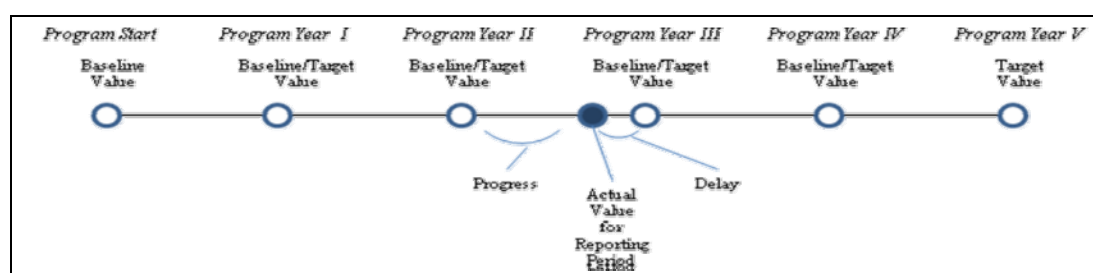 Program Start Program Year I Program Year II Program Year III Program Year IV Program Year V
Baseline Baseline/Target Baseline/Target Baseline/Target Baseline/Target Target
Value Value Value Value Value Value
Progress Delay
Actual
Value
for
Reporting
Period